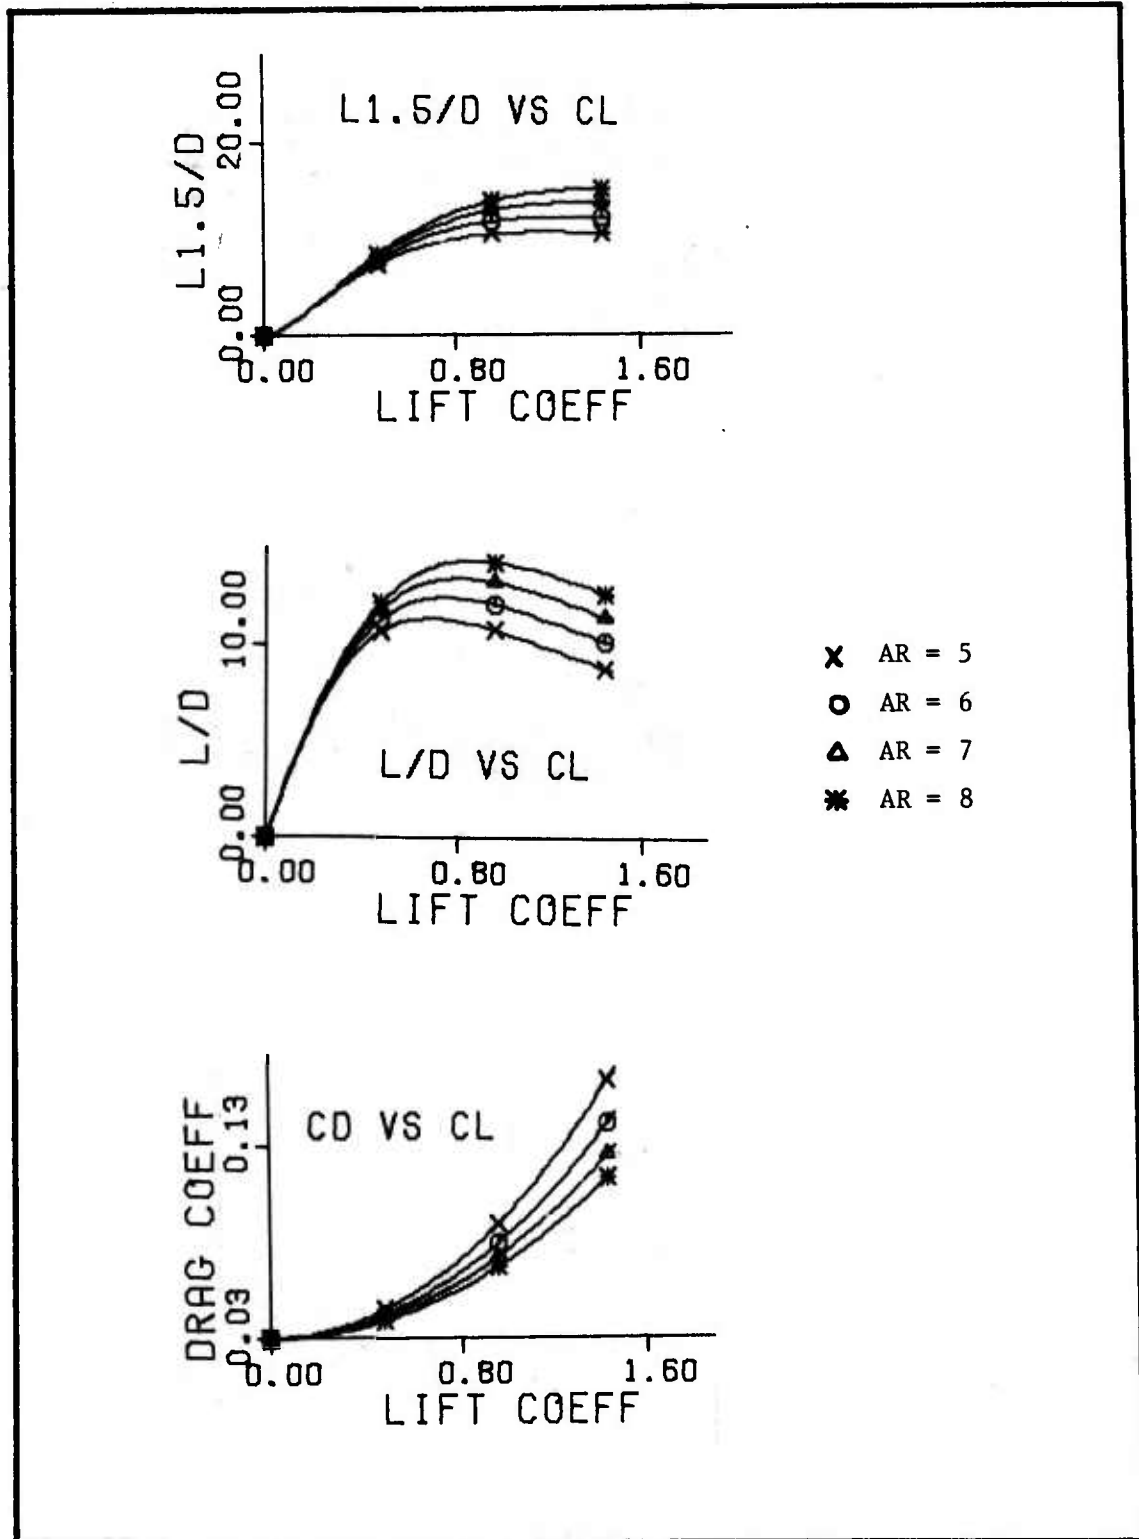 L1.5/D VS CL
L1.5/D
20.00
0.00
0.00 0.80 1.60
LIFT COEFF
L/D VS CL
L/D
10.00
0.00
0.00 0.80 1.60
LIFT COEFF
AR = 5
AR = 6
AR = 7
AR = 8
CD VS CL
DRAG COEFF
0.13
0.03
0.00 0.80 1.60
LIFT COEFF